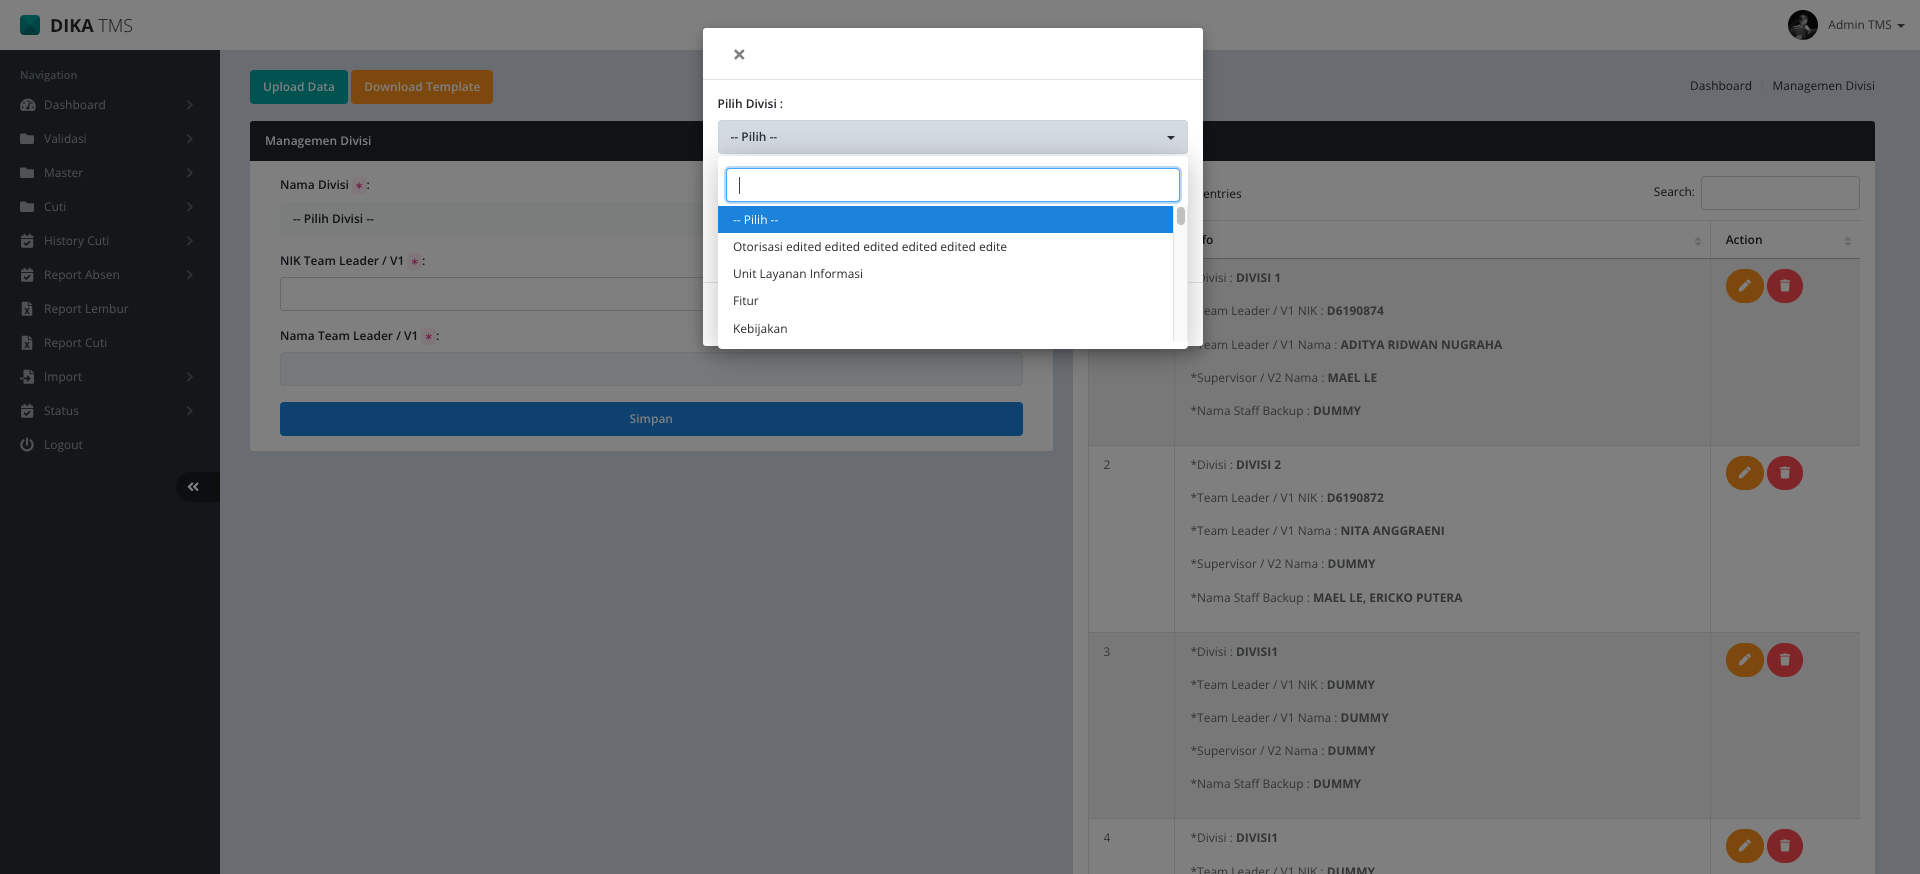 DIKA TMS
Admin TMS
Navigation
Dashboard
Validasi
Master
Cuti
History Cuti
Report Absen
Report Lembur
Report Cuti
Import
Status
Logout
Upload Data
Download Template
Dashboard
Managemen Divisi
Managemen Divisi
Nama Divisi * :
-- Pilih Divisi --
NIK Team Leader / V1 * :
Nama Team Leader / V1 * :
Simpan
×
Pilih Divisi :
-- Pilih --
-- Pilih --
Otorisasi edited edited edited edited edited edite
Unit Layanan Informasi
Fitur
Kebijakan
entries
Search:
fo
Action
Divisi : DIVISI 1
eam Leader / V1 NIK : D6190874
eam Leader / V1 Nama : ADITYA RIDWAN NUGRAHA
*Supervisor / V2 Nama : MAEL LE
*Nama Staff Backup : DUMMY
2
*Divisi : DIVISI 2
*Team Leader / V1 NIK : D6190872
*Team Leader / V1 Nama : NITA ANGGRAENI
*Supervisor / V2 Nama : DUMMY
*Nama Staff Backup : MAEL LE, ERICKO PUTERA
3
*Divisi : DIVISI1
*Team Leader / V1 NIK : DUMMY
*Team Leader / V1 Nama : DUMMY
*Supervisor / V2 Nama : DUMMY
*Nama Staff Backup : DUMMY
4
*Divisi : DIVISI1
*Team Leader / V1 NIK : DUMMY